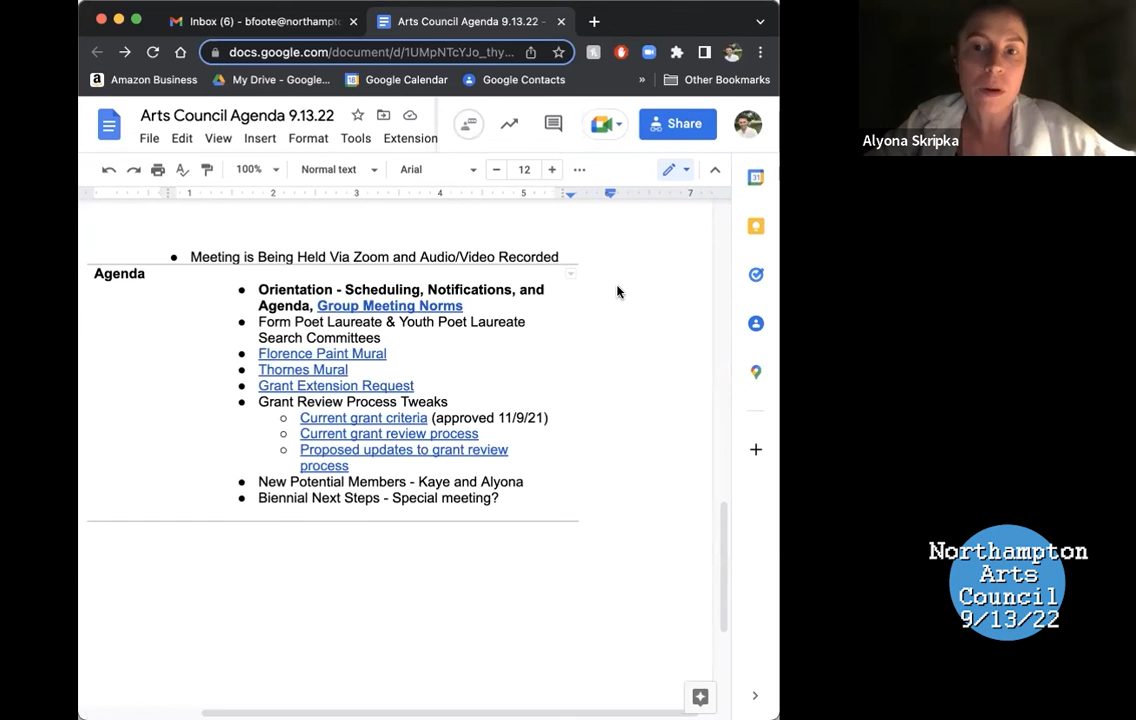 Inbox (6) - bfoote@northampto
Arts Council Agenda 9.13.22 -
docs.google.com/document/d/1UMpNTcYJo_thy...
Amazon Business
My Drive - Google...
Google Calendar
Google Contacts
»
Other Bookmarks
Arts Council Agenda 9.13.22
File Edit View Insert Format Tools Extension
Share
100% Normal text Arial 12
1 2 3 4 5 7
• Meeting is Being Held Via Zoom and Audio/Video Recorded
Agenda
• Orientation - Scheduling, Notifications, and
Agenda, Group Meeting Norms
• Form Poet Laureate & Youth Poet Laureate
Search Committees
• Florence Paint Mural
• Thornes Mural
• Grant Extension Request
• Grant Review Process Tweaks
○ Current grant criteria (approved 11/9/21)
○ Current grant review process
○ Proposed updates to grant review
process
• New Potential Members - Kaye and Alyona
• Biennial Next Steps - Special meeting?
Alyona Skripka
Northampton
Arts
Council
9/13/22